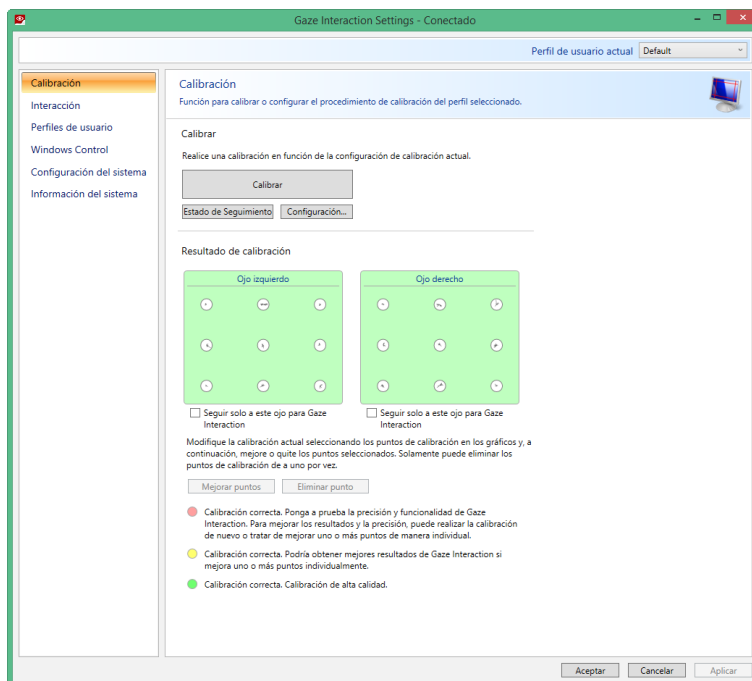 Gaze Interaction Settings - Conectado
Perfil de usuario actual Default
Calibración
Interacción
Perfiles de usuario
Windows Control
Configuración del sistema
Información del sistema
Calibración
Función para calibrar o configurar el procedimiento de calibración del perfil seleccionado.
Calibrar
Realice una calibración en función de la configuración de calibración actual.
Calibrar
Estado de Seguimiento Configuración...
Resultado de calibración
Ojo izquierdo Ojo derecho
Seguir solo a este ojo para Gaze
Interaction
Seguir solo a este ojo para Gaze
Interaction
Modifique la calibración actual seleccionando los puntos de calibración en los gráficos y, a
continuación, mejore o quite los puntos seleccionados. Solamente puede eliminar los
puntos de calibración de a uno por vez.
Mejorar puntos Eliminar punto
Calibración correcta. Ponga a prueba la precisión y funcionalidad de Gaze
Interaction. Para mejorar los resultados y la precisión, puede realizar la calibración
de nuevo o tratar de mejorar uno o más puntos de manera individual.
Calibración correcta. Podría obtener mejores resultados de Gaze Interaction si
mejora uno o más puntos individualmente.
Calibración correcta. Calibración de alta calidad.
Aceptar Cancelar Aplicar